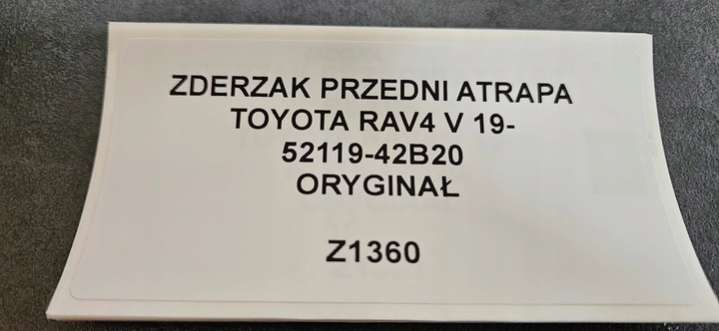 ZDERZAK PRZEDNI ATRAPA
TOYOTA RAV4 V 19-
52119-42B20
ORYGINAŁ
Z1360